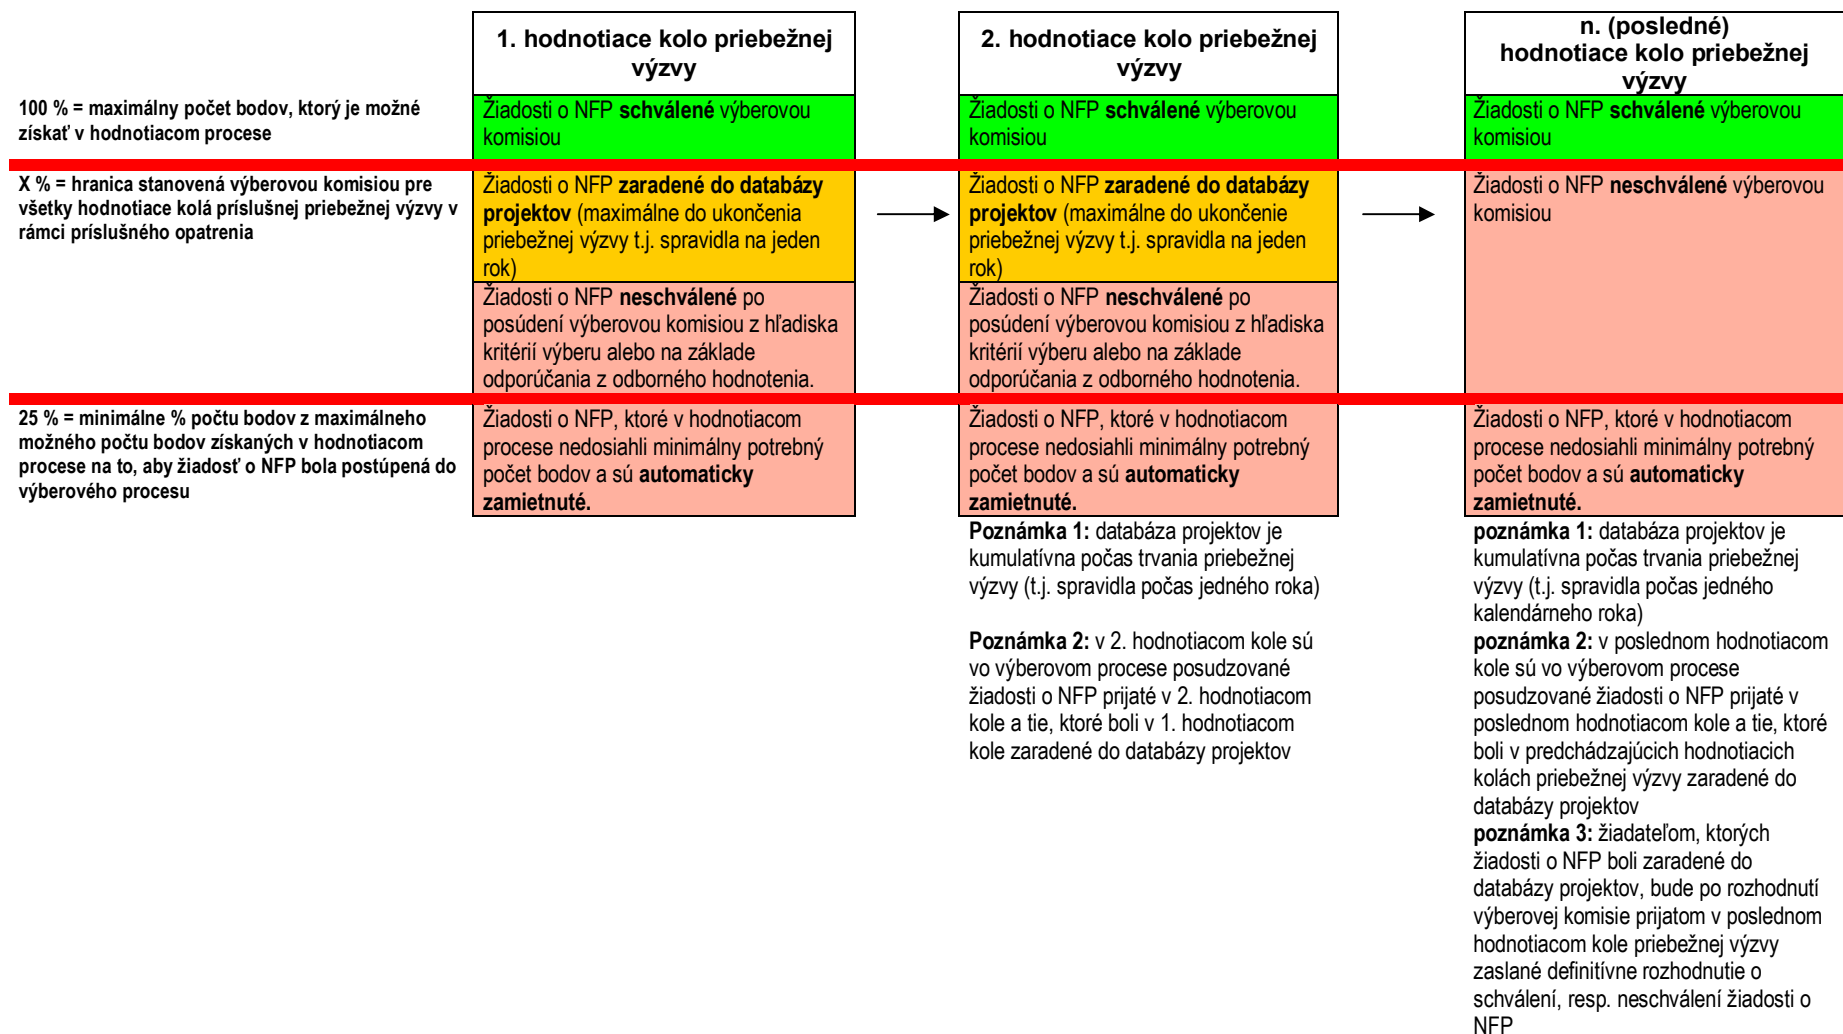 1. hodnotiace kolo priebežnej
výzvy
2. hodnotiace kolo priebežnej
výzvy
n. (posledné)
hodnotiace kolo priebežnej
výzvy
100 % = maximálny počet bodov, ktorý je možné
získať v hodnotiacom procese
Žiadosti o NFP schválené výberovou
komisiou
Žiadosti o NFP schválené výberovou
komisiou
Žiadosti o NFP schválené výberovou
komisiou
X % = hranica stanovená výberovou komisiou pre
všetky hodnotiace kolá príslušnej priebežnej výzvy v
rámci príslušného opatrenia
Žiadosti o NFP zaradené do databázy
projektov (maximálne do ukončenia
priebežnej výzvy t.j. spravidla na jeden
rok)
Žiadosti o NFP zaradené do databázy
projektov (maximálne do ukončenie
priebežnej výzvy t.j. spravidla na jeden
rok)
Žiadosti o NFP neschválené výberovou
komisiou
Žiadosti o NFP neschválené po
posúdení výberovou komisiou z hľadiska
kritérií výberu alebo na základe
odporúčania z odborného hodnotenia.
Žiadosti o NFP neschválené po
posúdení výberovou komisiou z hľadiska
kritérií výberu alebo na základe
odporúčania z odborného hodnotenia.
25 % = minimálne % počtu bodov z maximálneho
možného počtu bodov získaných v hodnotiacom
procese na to, aby žiadosť o NFP bola postúpená do
výberového procesu
Žiadosti o NFP, ktoré v hodnotiacom
procese nedosiahli minimálny potrebný
počet bodov a sú automaticky
zamietnuté.
Žiadosti o NFP, ktoré v hodnotiacom
procese nedosiahli minimálny potrebný
počet bodov a sú automaticky
zamietnuté.
Žiadosti o NFP, ktoré v hodnotiacom
procese nedosiahli minimálny potrebný
počet bodov a sú automaticky
zamietnuté.
Poznámka 1: databáza projektov je
kumulatívna počas trvania priebežnej
výzvy (t.j. spravidla počas jedného roka)
Poznámka 2: v 2. hodnotiacom kole sú
vo výberovom procese posudzované
žiadosti o NFP prijaté v 2. hodnotiacom
kole a tie, ktoré boli v 1. hodnotiacom
kole zaradené do databázy projektov
poznámka 1: databáza projektov je
kumulatívna počas trvania priebežnej
výzvy (t.j. spravidla počas jedného
kalendárneho roka)
poznámka 2: v poslednom hodnotiacom
kole sú vo výberovom procese
posudzované žiadosti o NFP prijaté v
poslednom hodnotiacom kole a tie, ktoré
boli v predchádzajúcich hodnotiacich
kolách priebežnej výzvy zaradené do
databázy projektov
poznámka 3: žiadateľom, ktorých
žiadosti o NFP boli zaradené do
databázy projektov, bude po rozhodnutí
výberovej komisie prijatom v poslednom
hodnotiacom kole priebežnej výzvy
zaslané definitívne rozhodnutie o
schválení, resp. neschválení žiadosti o
NFP